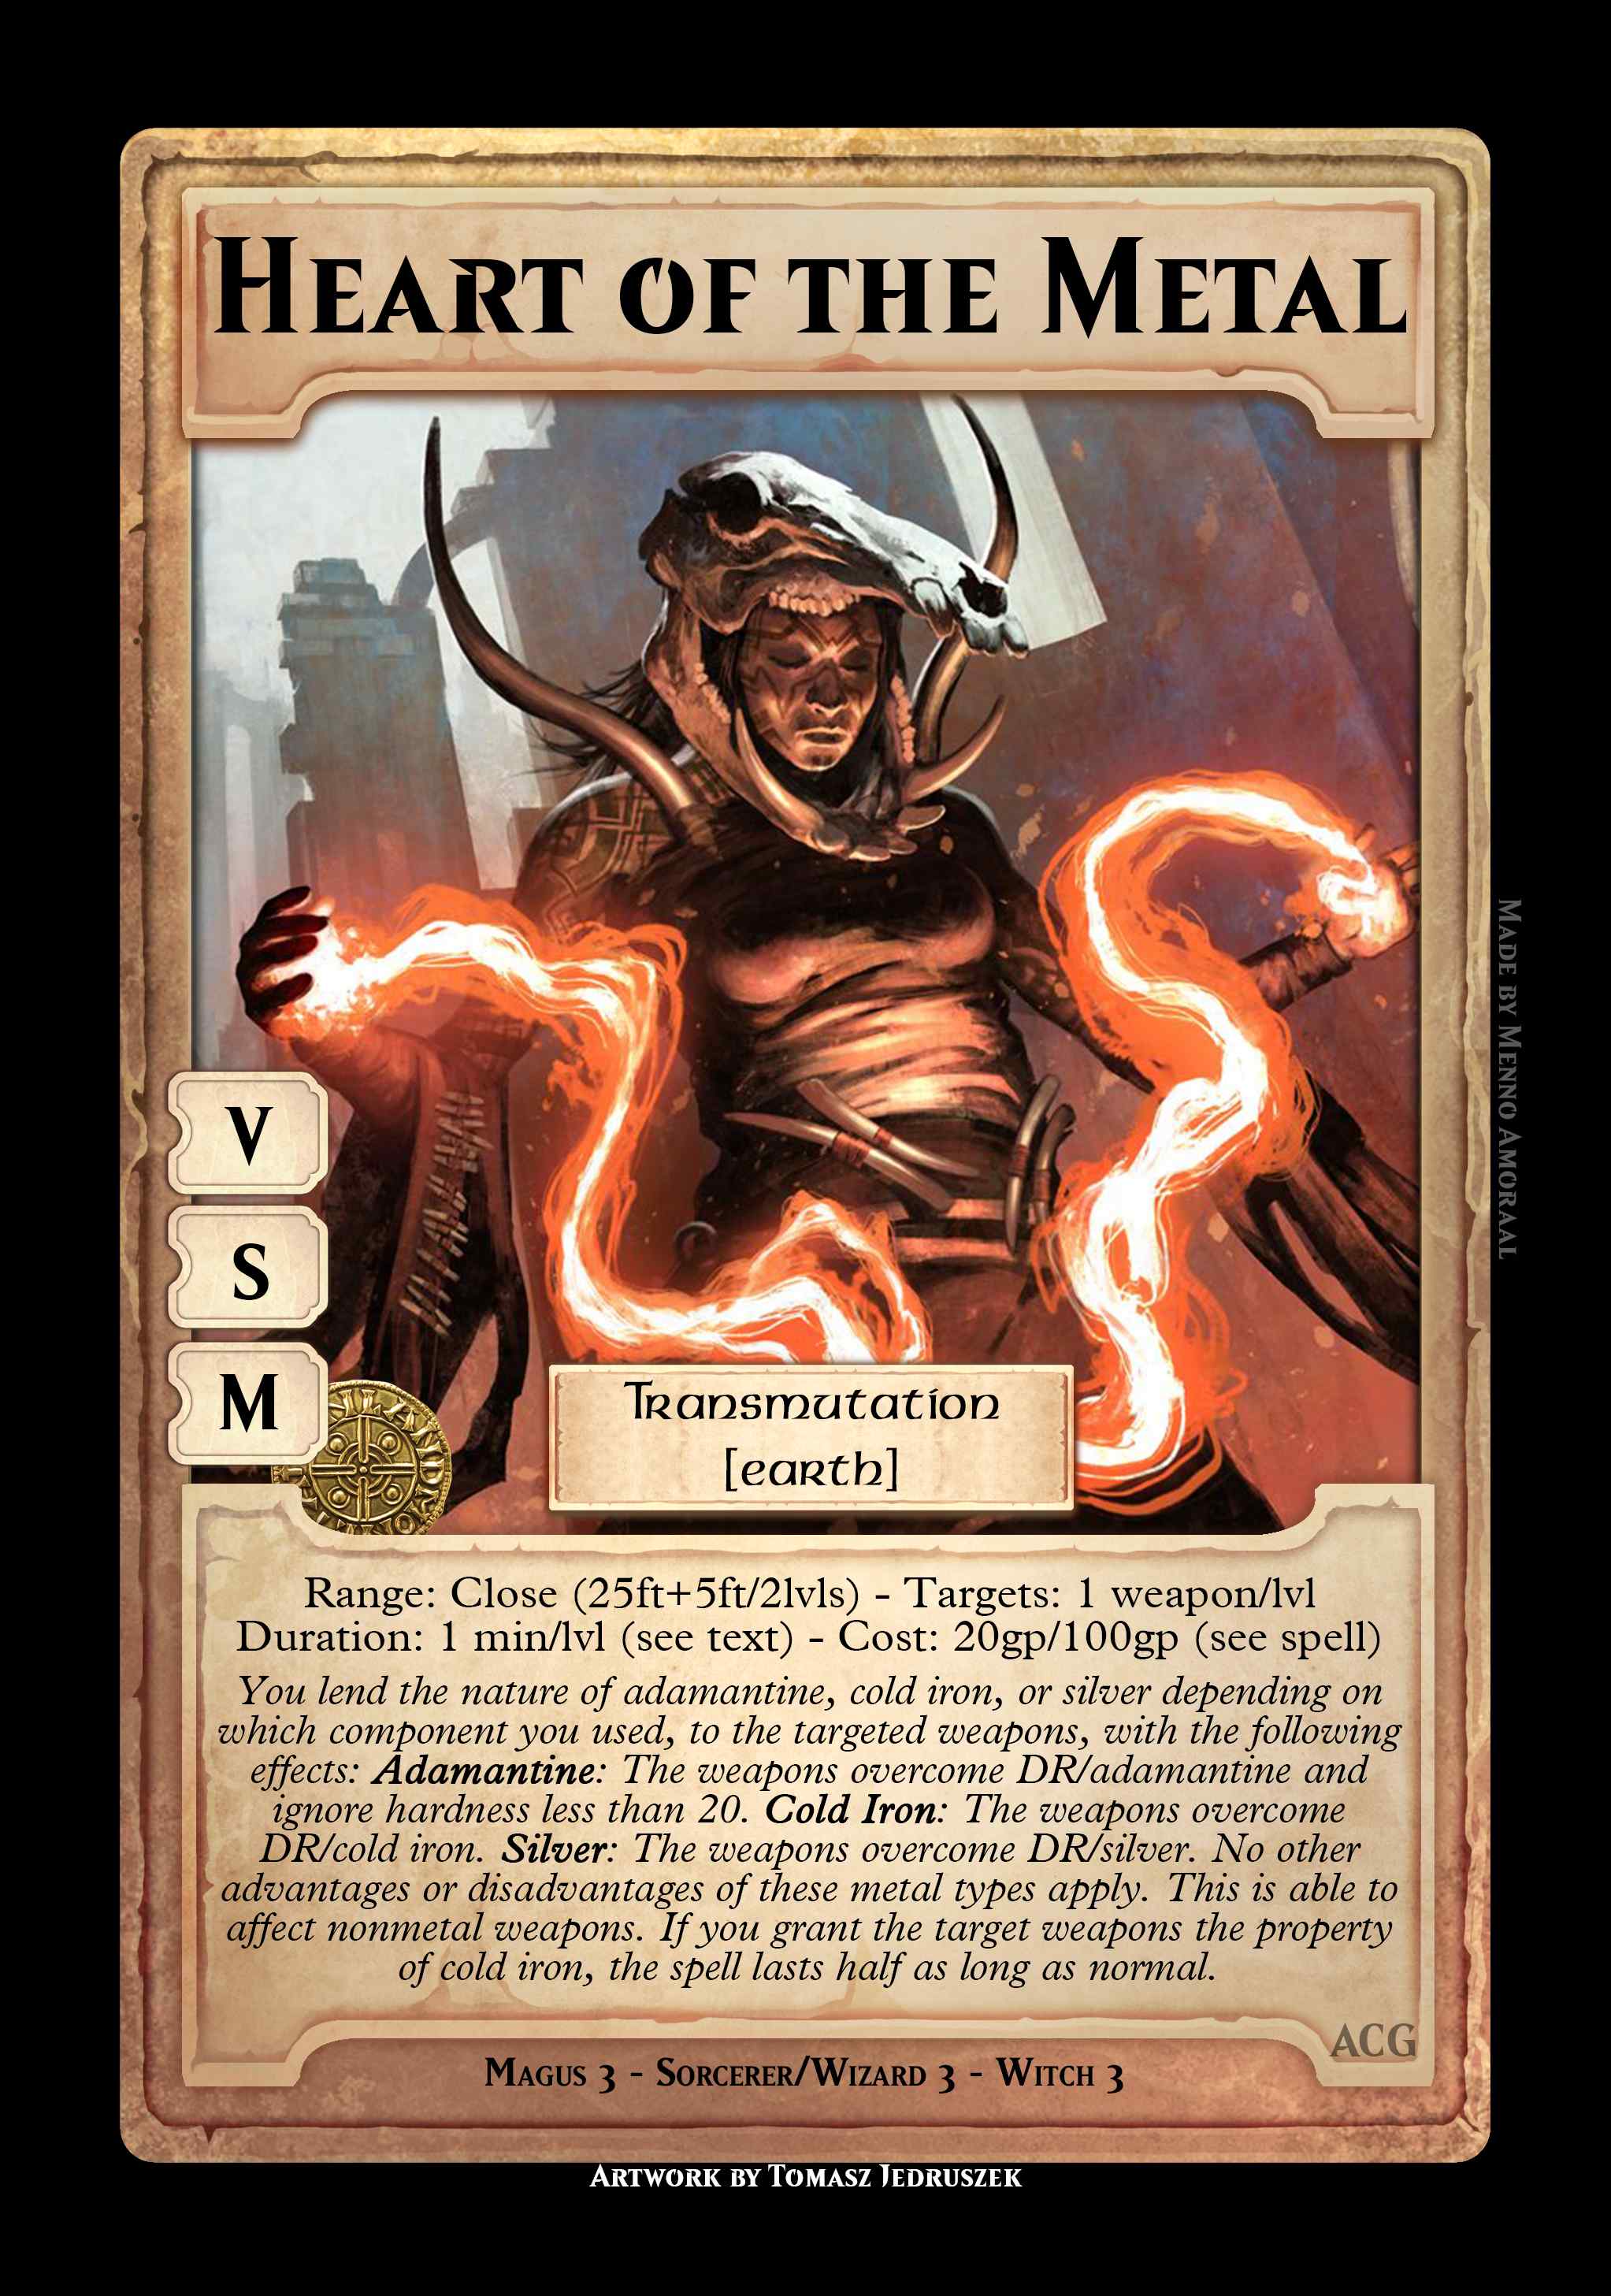 Heart of the Metal
V
S
M
Transmutation
[earth]
Range: Close (25ft+5ft/2lvls) - Targets: 1 weapon/lvl
Duration: 1 min/lvl (see text) - Cost: 20gp/100gp (see spell)
You lend the nature of adamantine, cold iron, or silver depending on
which component you used, to the targeted weapons, with the following
effects: Adamantine: The weapons overcome DR/adamantine and
ignore hardness less than 20. Cold Iron: The weapons overcome
DR/cold iron. Silver: The weapons overcome DR/silver. No other
advantages or disadvantages of these metal types apply. This is able to
affect nonmetal weapons. If you grant the target weapons the property
of cold iron, the spell lasts half as long as normal.
ACG
Magus 3 - Sorcerer/Wizard 3 - Witch 3
Artwork by Tomasz Jedruszek
Made by Menno Amoraal